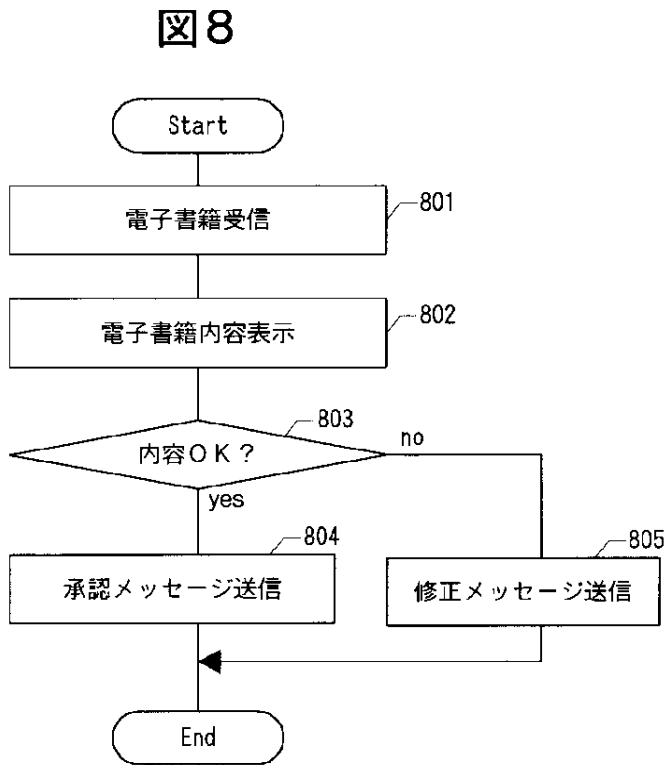 図8
Start
電子書籍受信
801
電子書籍内容表示
802
803
内容OK?
no
yes
804
承認メッセージ送信
805
修正メッセージ送信
End